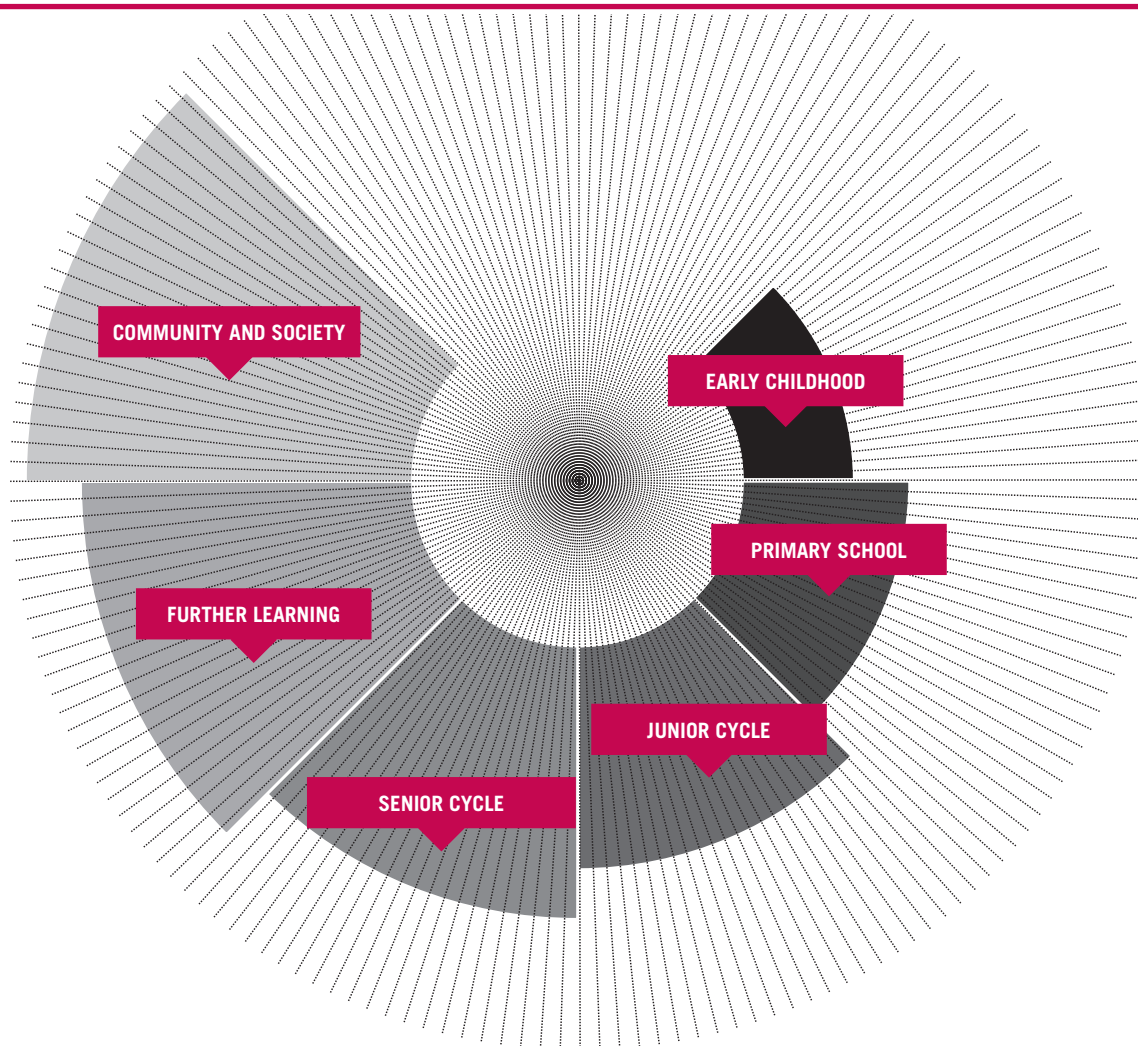 COMMUNITY AND SOCIETY
EARLY CHILDHOOD
PRIMARY SCHOOL
FURTHER LEARNING
JUNIOR CYCLE
SENIOR CYCLE